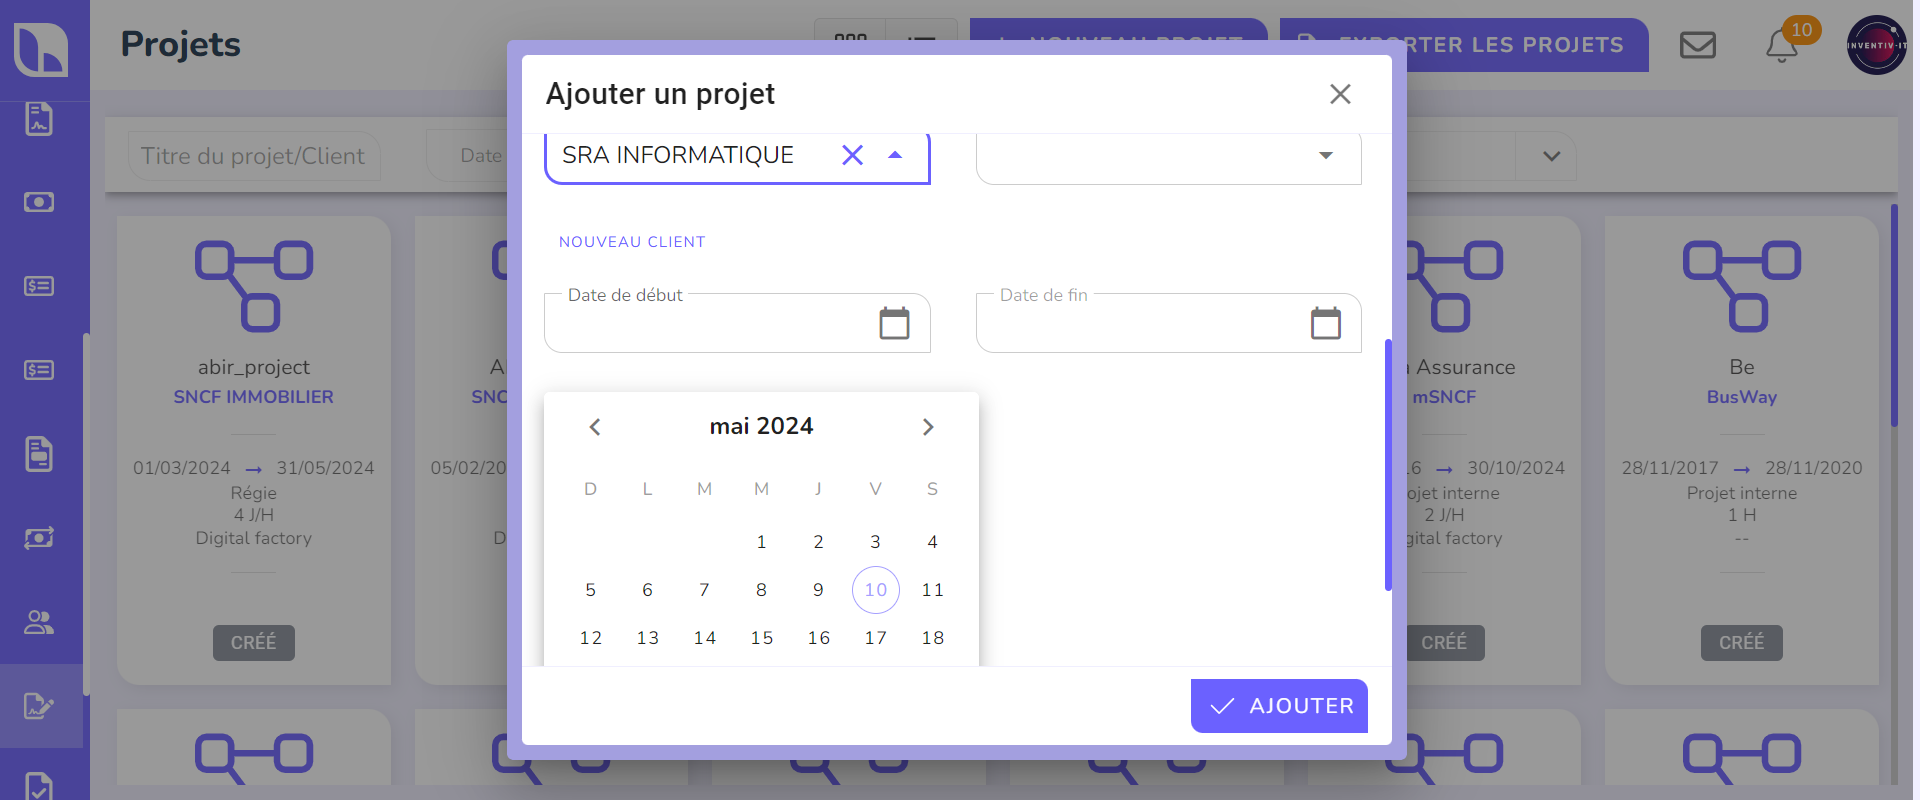 Projets
NOUVEAU PROJET
EXPORTER LES PROJETS
10
INVENTIV-IT
Titre du projet/Client
Date
Ajouter un projet
SRA INFORMATIQUE
NOUVEAU CLIENT
Date de début
Date de fin
mai 2024
D L M M J V S
1 2 3 4
5 6 7 8 9 10 11
12 13 14 15 16 17 18
AJOUTER
abir_project
SNCF IMMOBILIER
01/03/2024 → 31/05/2024
Régie
4 J/H
Digital factory
CRÉÉ
A
SNC
05/02/20
D
Assurance
mSNCF
16 → 30/10/2024
ojet interne
2 J/H
gital factory
CRÉÉ
Be
BusWay
28/11/2017 → 28/11/2020
Projet interne
1 H
--
CRÉÉ